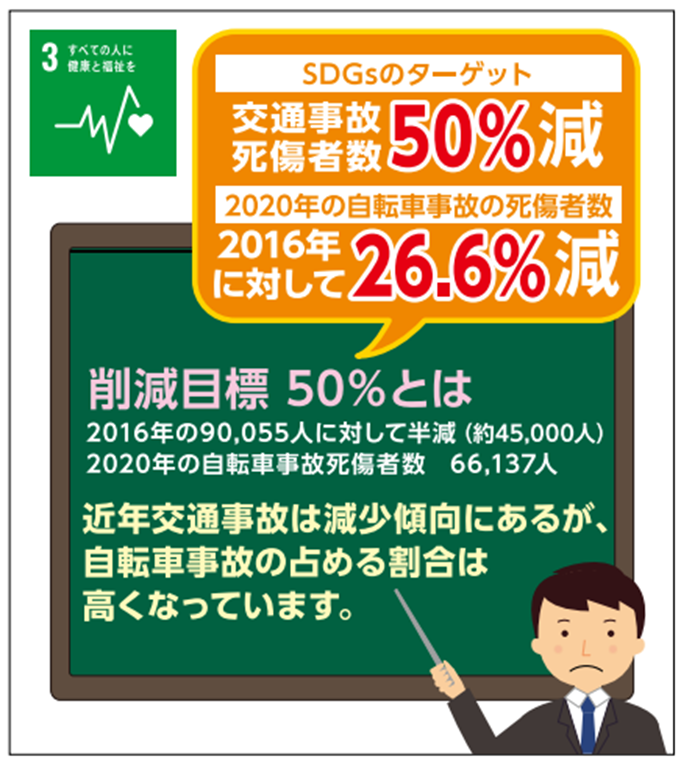 3 すべての人に
健康と福祉を
SDGsのターゲット
交通事故
死傷者数 50%減
2020年の自転車事故の死傷者数
2016年
に対して 26.6%減
削減目標 50%とは
2016年の90,055人に対して半減（約45,000人）
2020年の自転車事故死傷者数　66,137人
近年交通事故は減少傾向にあるが、
自転車事故の占める割合は
高くなっています。